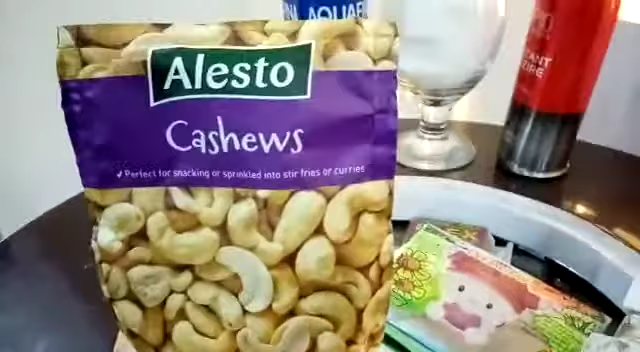 Alesto
Cashews
✓ Perfect for snacking or sprinkled into stir fries or curries